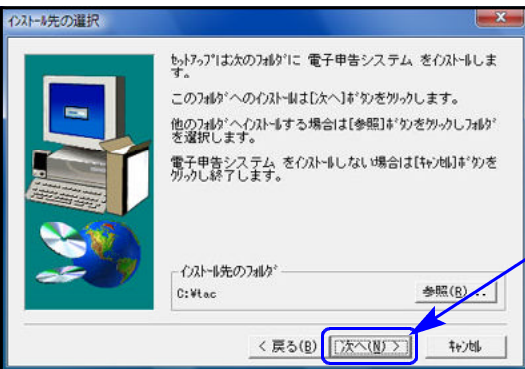 インストール先の選択
ｾｯﾄｱｯﾌﾟは次のﾌｫﾙﾀﾞに 電子申告システム をｲﾝｽﾄｰﾙしま
す。
このﾌｫﾙﾀﾞへのｲﾝｽﾄｰﾙは[次へ]ﾎﾞﾀﾝをｸﾘｯｸします。
他のﾌｫﾙﾀﾞへｲﾝｽﾄｰﾙする場合は[参照]ﾎﾞﾀﾝをｸﾘｯｸしﾌｫﾙﾀﾞ
を選択します。
電子申告システム をｲﾝｽﾄｰﾙしない場合は[ｷｬﾝｾﾙ]ﾎﾞﾀﾝを
ｸﾘｯｸし終了します。
ｲﾝｽﾄｰﾙ先のﾌｫﾙﾀﾞ
C:¥tac
参照(R)...
< 戻る(B)
次へ(N) >
ｷｬﾝｾﾙ